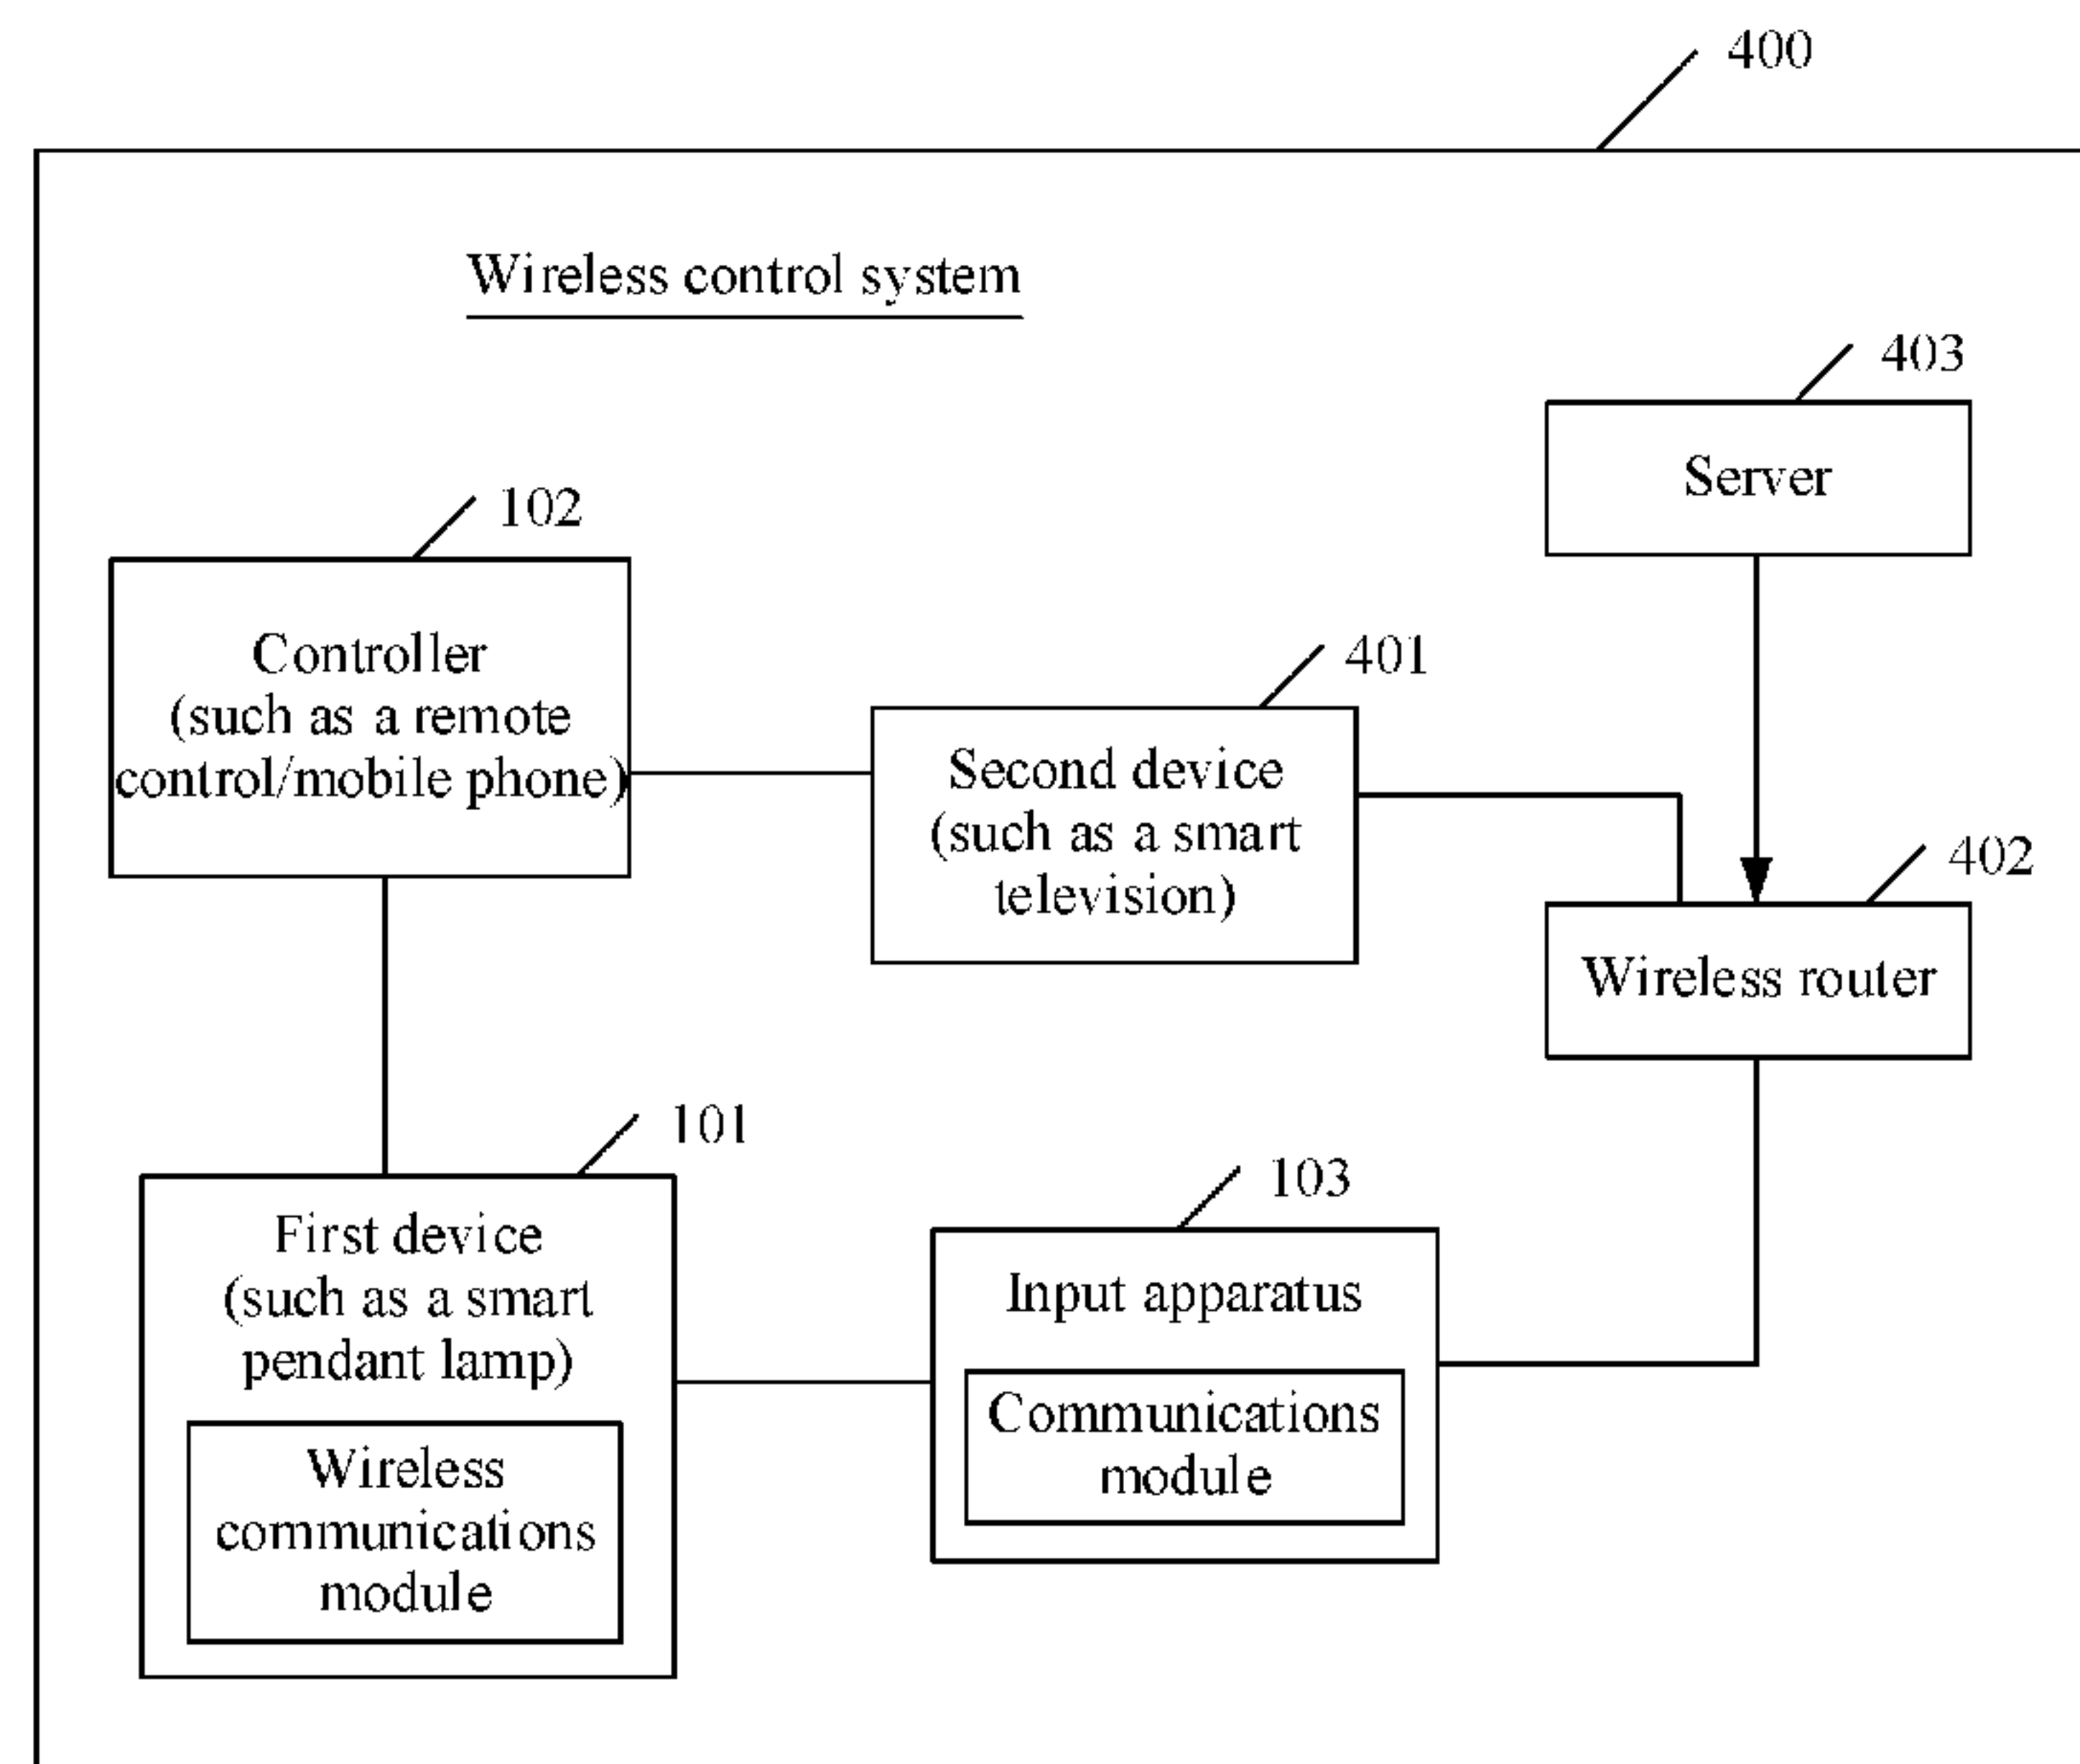 400
Wireless control system
403
Server
102
Controller
(such as a remote
control/mobile phone)
401
Second device
(such as a smart
television)
402
Wireless router
101
First device
(such as a smart
pendant lamp)
Wireless
communications
module
103
Input apparatus
Communications
module